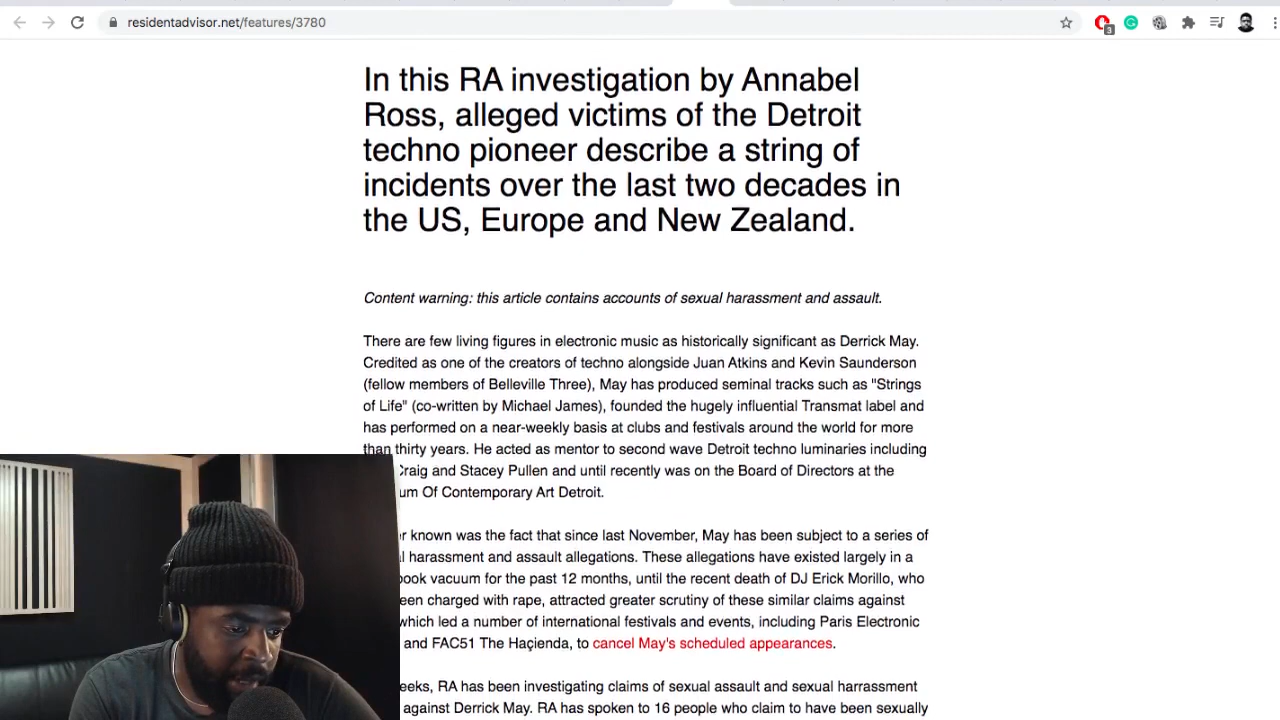 residentadvisor.net/features/3780
3
In this RA investigation by Annabel
Ross, alleged victims of the Detroit
techno pioneer describe a string of
incidents over the last two decades in
the US, Europe and New Zealand.
Content warning: this article contains accounts of sexual harassment and assault.
There are few living figures in electronic music as historically significant as Derrick May.
Credited as one of the creators of techno alongside Juan Atkins and Kevin Saunderson
(fellow members of Belleville Three), May has produced seminal tracks such as "Strings
of Life" (co-written by Michael James), founded the hugely influential Transmat label and
has performed on a near-weekly basis at clubs and festivals around the world for more
than thirty years. He acted as mentor to second wave Detroit techno luminaries including
Craig and Stacey Pullen and until recently was on the Board of Directors at the
um Of Contemporary Art Detroit.
r known was the fact that since last November, May has been subject to a series of
l harassment and assault allegations. These allegations have existed largely in a
ook vacuum for the past 12 months, until the recent death of DJ Erick Morillo, who
een charged with rape, attracted greater scrutiny of these similar claims against
which led a number of international festivals and events, including Paris Electronic
and FAC51 The Haçienda, to cancel May's scheduled appearances.
eeks, RA has been investigating claims of sexual assault and sexual harrassment
against Derrick May. RA has spoken to 16 people who claim to have been sexually